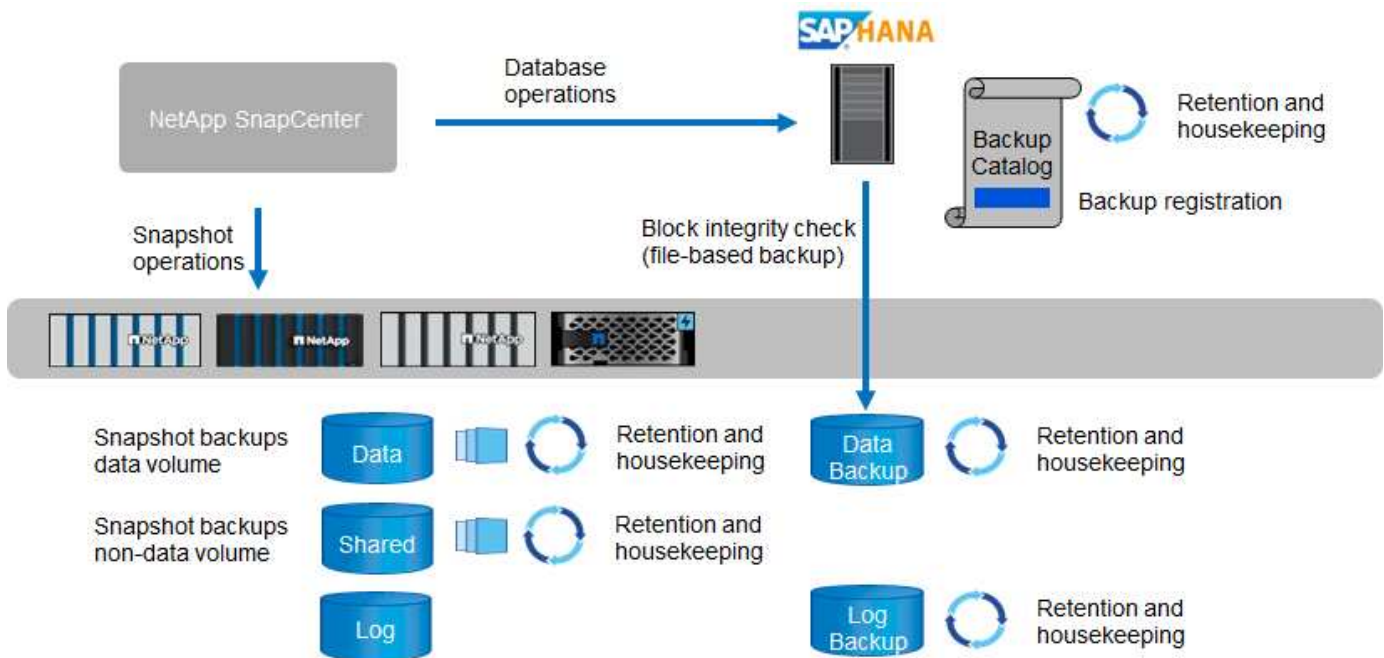 SAP HANA
Database
operations
NetApp SnapCenter
Retention and
housekeeping
Backup
Catalog
Backup registration
Snapshot
operations
Block integrity check
(file-based backup)
NetApp
NetApp
NetApp
Snapshot backups
data volume
Data
Retention and
housekeeping
Data
Backup
Retention and
housekeeping
Snapshot backups
non-data volume
Shared
Retention and
housekeeping
Log
Log
Backup
Retention and
housekeeping